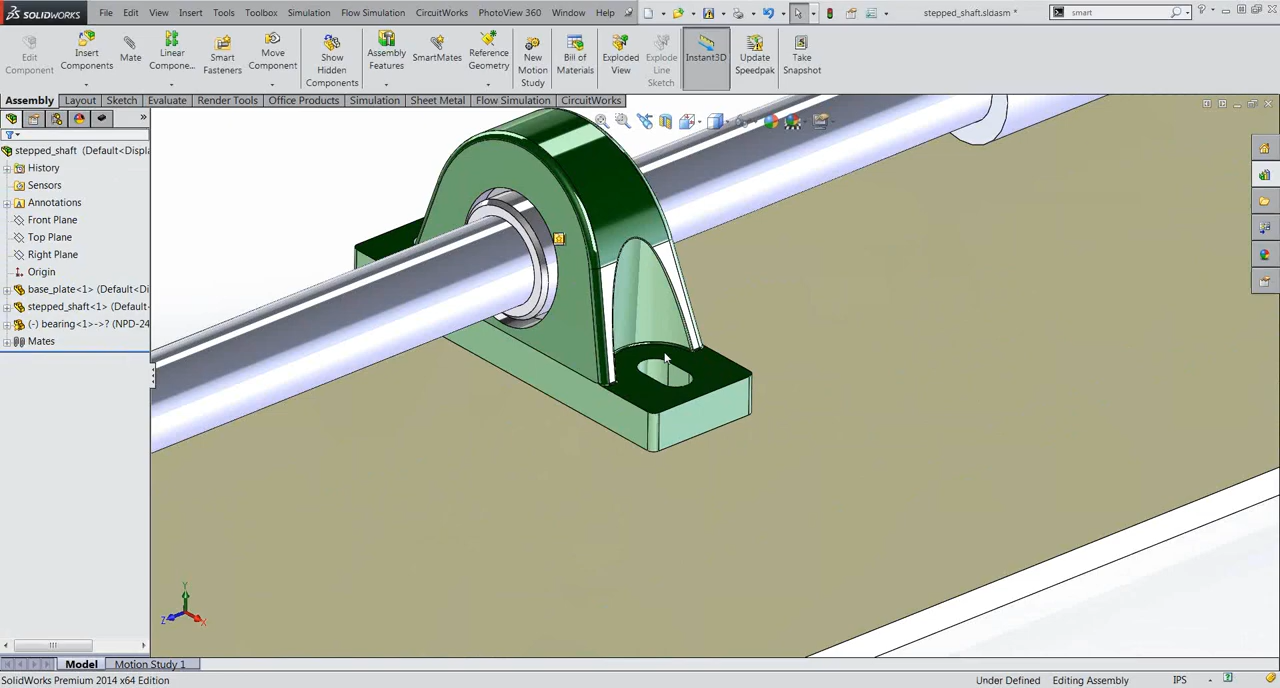 SOLIDWORKS File Edit View Insert Tools Toolbox Simulation Flow Simulation CircuitWorks PhotoView 360 Window Help stepped_shaft.sldasm * smart
Edit Component
Insert Components
Mate
Linear Compone...
Smart Fasteners
Move Component
Show Hidden Components
Assembly Features
SmartMates
Reference Geometry
New Motion Study
Bill of Materials
Exploded View
Explode Line Sketch
Instant3D
Update Speedpak
Take Snapshot
Assembly Layout Sketch Evaluate Render Tools Office Products Simulation Sheet Metal Flow Simulation CircuitWorks
stepped_shaft (Default<Displa
History
Sensors
Annotations
Front Plane
Top Plane
Right Plane
Origin
base_plate<1> (Default<Di
stepped_shaft<1> (Default-
(-) bearing<1>->? (NPD-24
Mates
Y
Z
X
Model Motion Study 1
SolidWorks Premium 2014 x64 Edition Under Defined Editing Assembly IPS